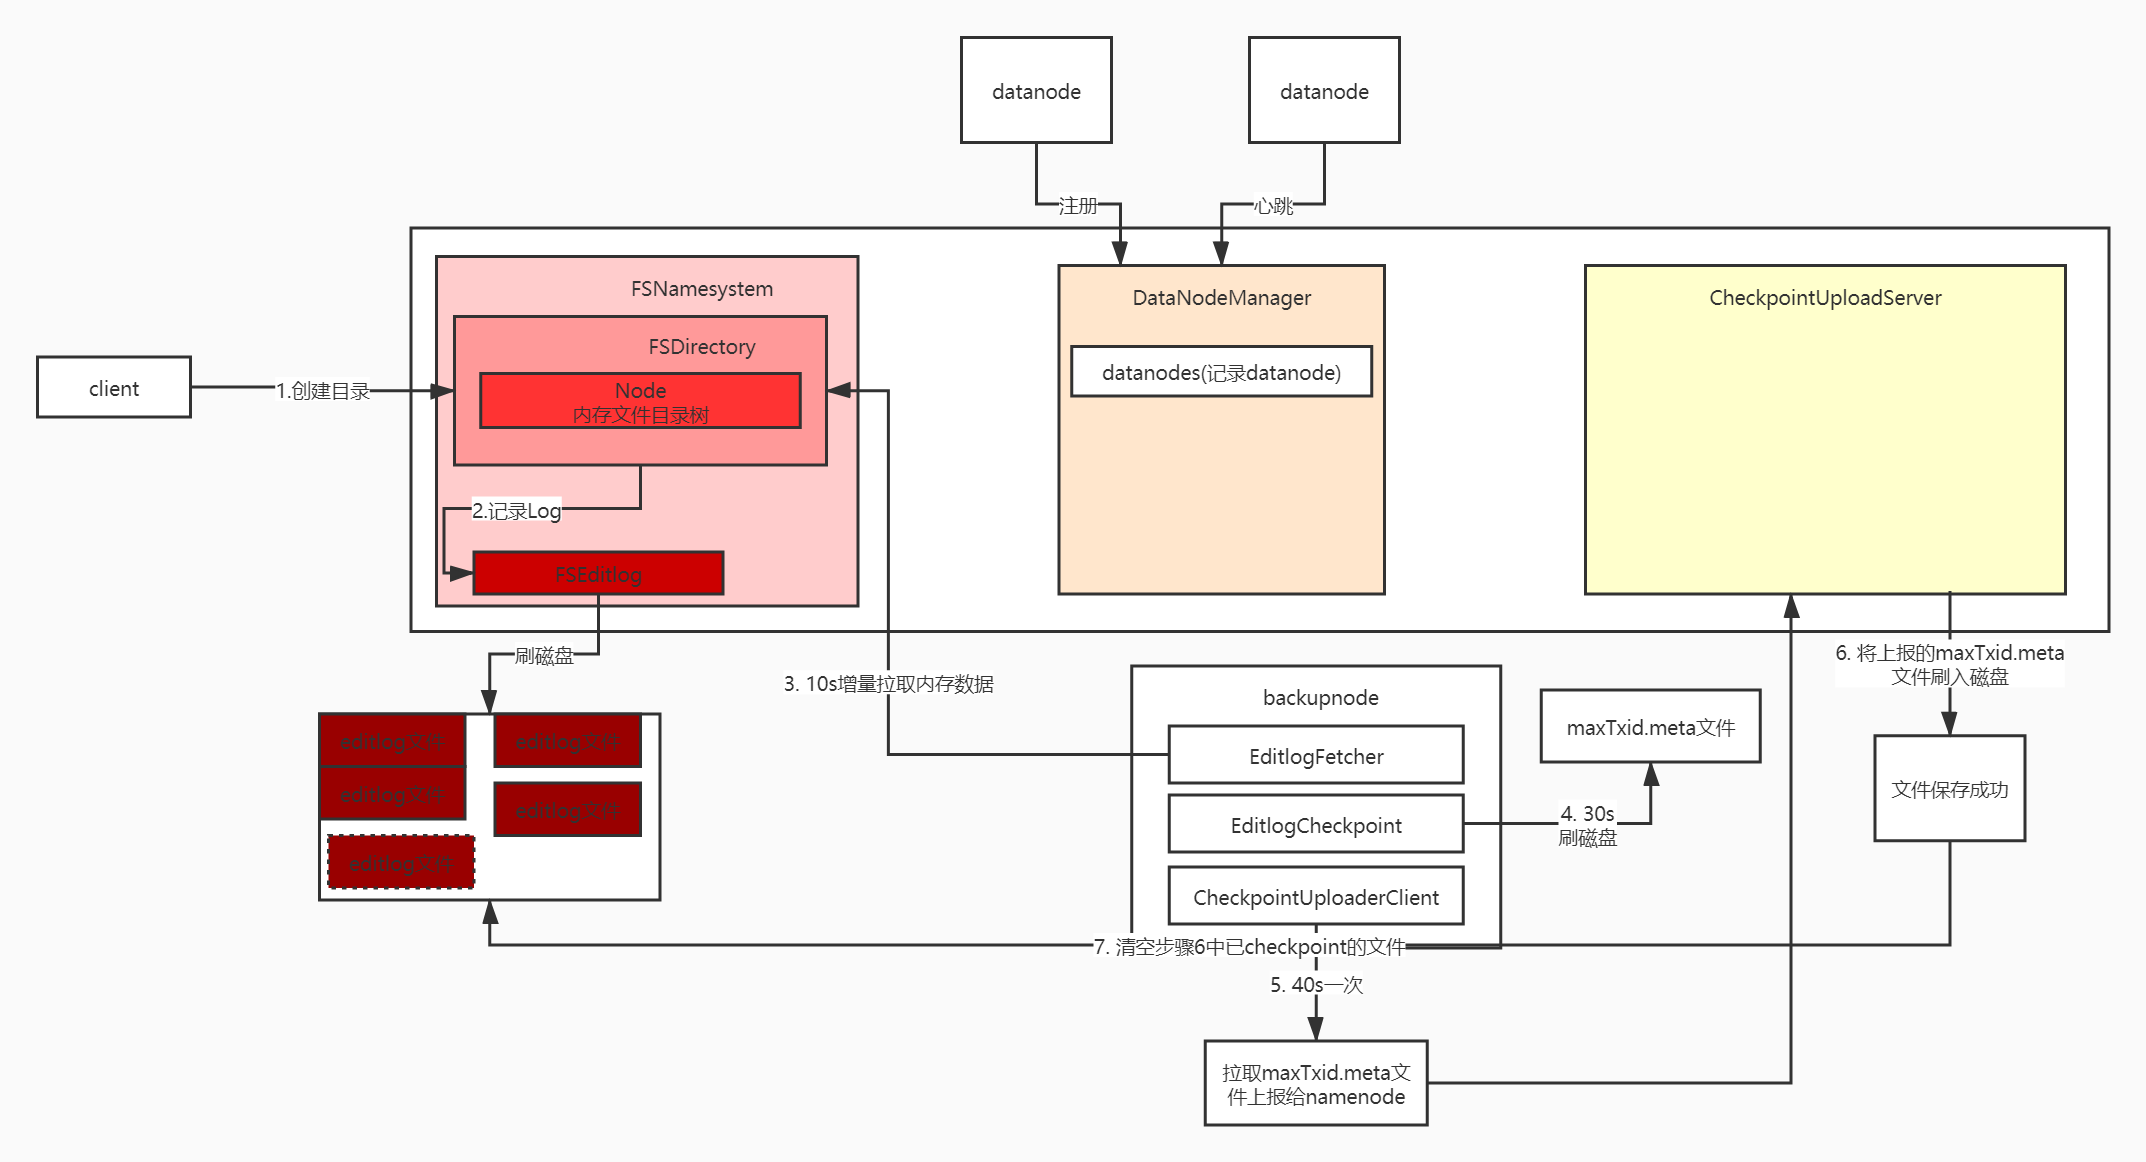 datanode
datanode
注册
心跳
FSNamesystem
FSDirectory
Node
内存文件目录树
DataNodeManager
datanodes(记录datanode)
CheckpointUploadServer
client
1.创建目录
2.记录Log
FSEditlog
刷磁盘
editlog文件
editlog文件
editlog文件
editlog文件
editlog文件
3. 10s增量拉取内存数据
backupnode
EditlogFetcher
EditlogCheckpoint
CheckpointUploaderClient
maxTxid.meta文件
4. 30s
刷磁盘
6. 将上报的maxTxid.meta
文件刷入磁盘
文件保存成功
7. 清空步骤6中已checkpoint的文件
5. 40s一次
拉取maxTxid.meta文
件上报给namenode